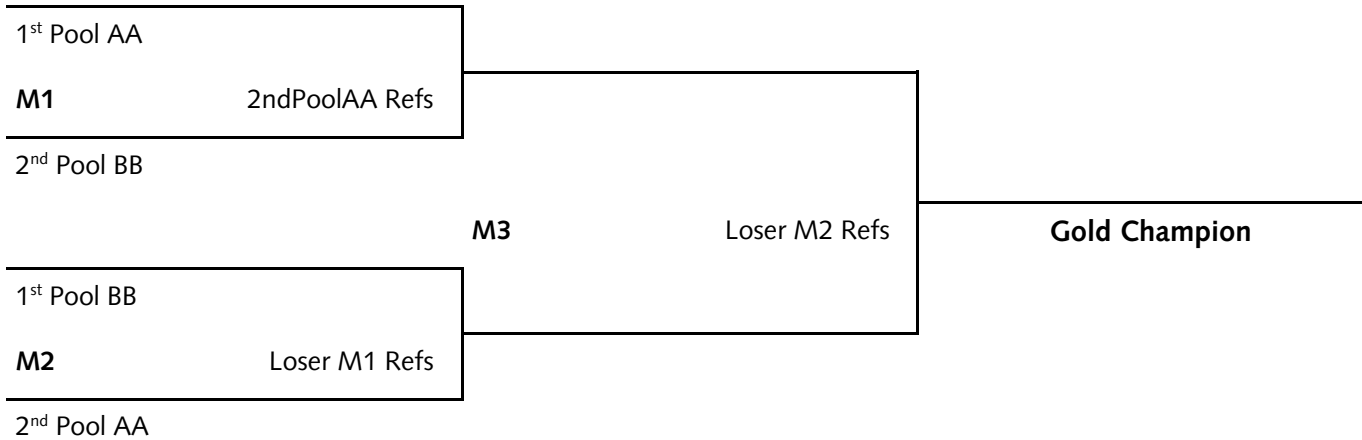 1st Pool AA
M1 2ndPoolAA Refs
2nd Pool BB
M3 Loser M2 Refs Gold Champion
1st Pool BB
M2 Loser M1 Refs
2nd Pool AA